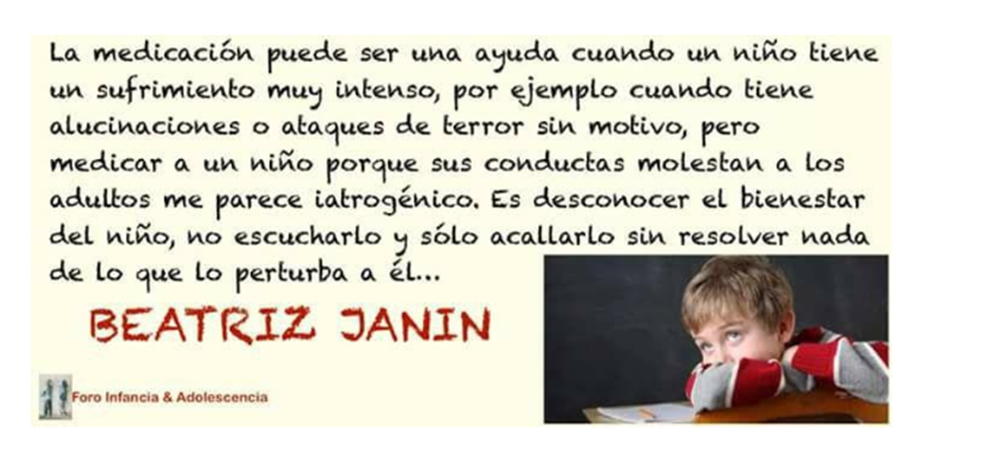 La medicación puede ser una ayuda cuando un niño tiene
un sufrimiento muy intenso, por ejemplo cuando tiene
alucinaciones o ataques de terror sin motivo, pero
medicar a un niño porque sus conductas molestan a los
adultos me parece iatrogénico. Es desconocer el bienestar
del niño, no escucharlo y sólo acallarlo sin resolver nada
de lo que lo perturba a él...
BEATRIZ JANIN
Foro Infancia & Adolescencia